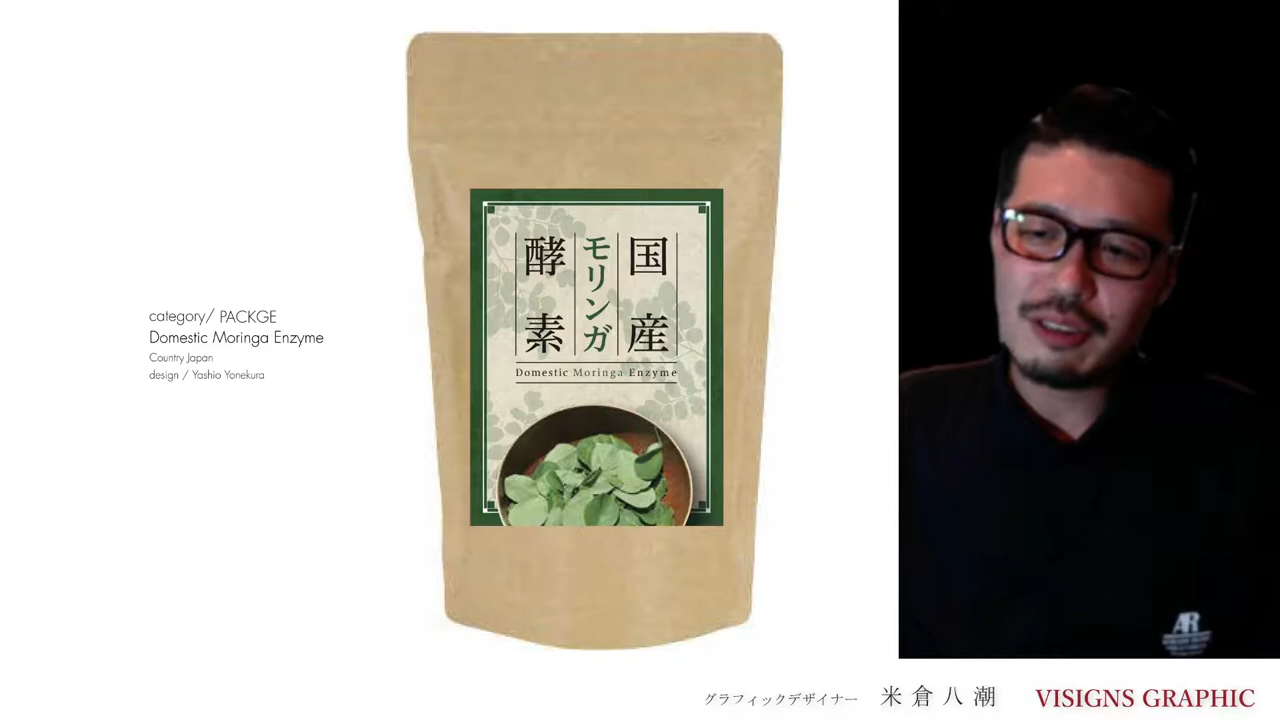 category/ PACKGE
Domestic Moringa Enzyme
Country Japan
design / Yashio Yonekura
国産
モリンガ
酵素
Domestic Moringa Enzyme
AR
グラフィックデザイナー 米倉八潮 VISIGNS GRAPHIC